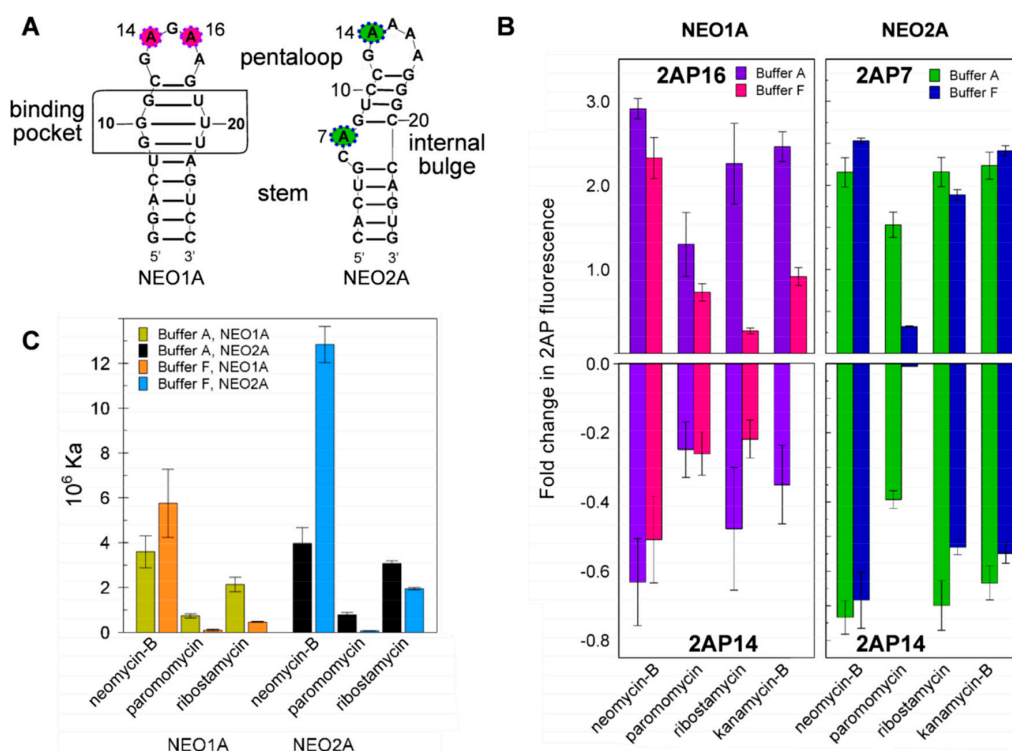 A
14
A
G
A
16
G
A
C
G
G
U
binding
pocket
10
G
U
20
G
U
U
A
C
G
A
U
G
C
G
C
5'
3'
NEO1A
stem
14
A
A
A
pentaloop
G
A
C
G
10
20
7
A
C
C
internal
bulge
G
A
U
G
C
A
U
C
G
5'
3'
NEO2A
B
NEO1A
NEO2A
2AP16
Buffer A
Buffer F
2AP7
Buffer A
Buffer F
3.0
2.0
1.0
0.0
-0.2
-0.4
-0.6
-0.8
Fold change in 2AP fluorescence
2AP14
2AP14
neomycin-B
paromomycin
ribostamycin
kanamycin-B
neomycin-B
paromomycin
ribostamycin
kanamycin-B
C
Buffer A, NEO1A
Buffer A, NEO2A
Buffer F, NEO1A
Buffer F, NEO2A
12
10
8
6
4
2
0
10⁶ Ka
neomycin-B
paromomycin
ribostamycin
neomycin-B
paromomycin
ribostamycin
NEO1A
NEO2A